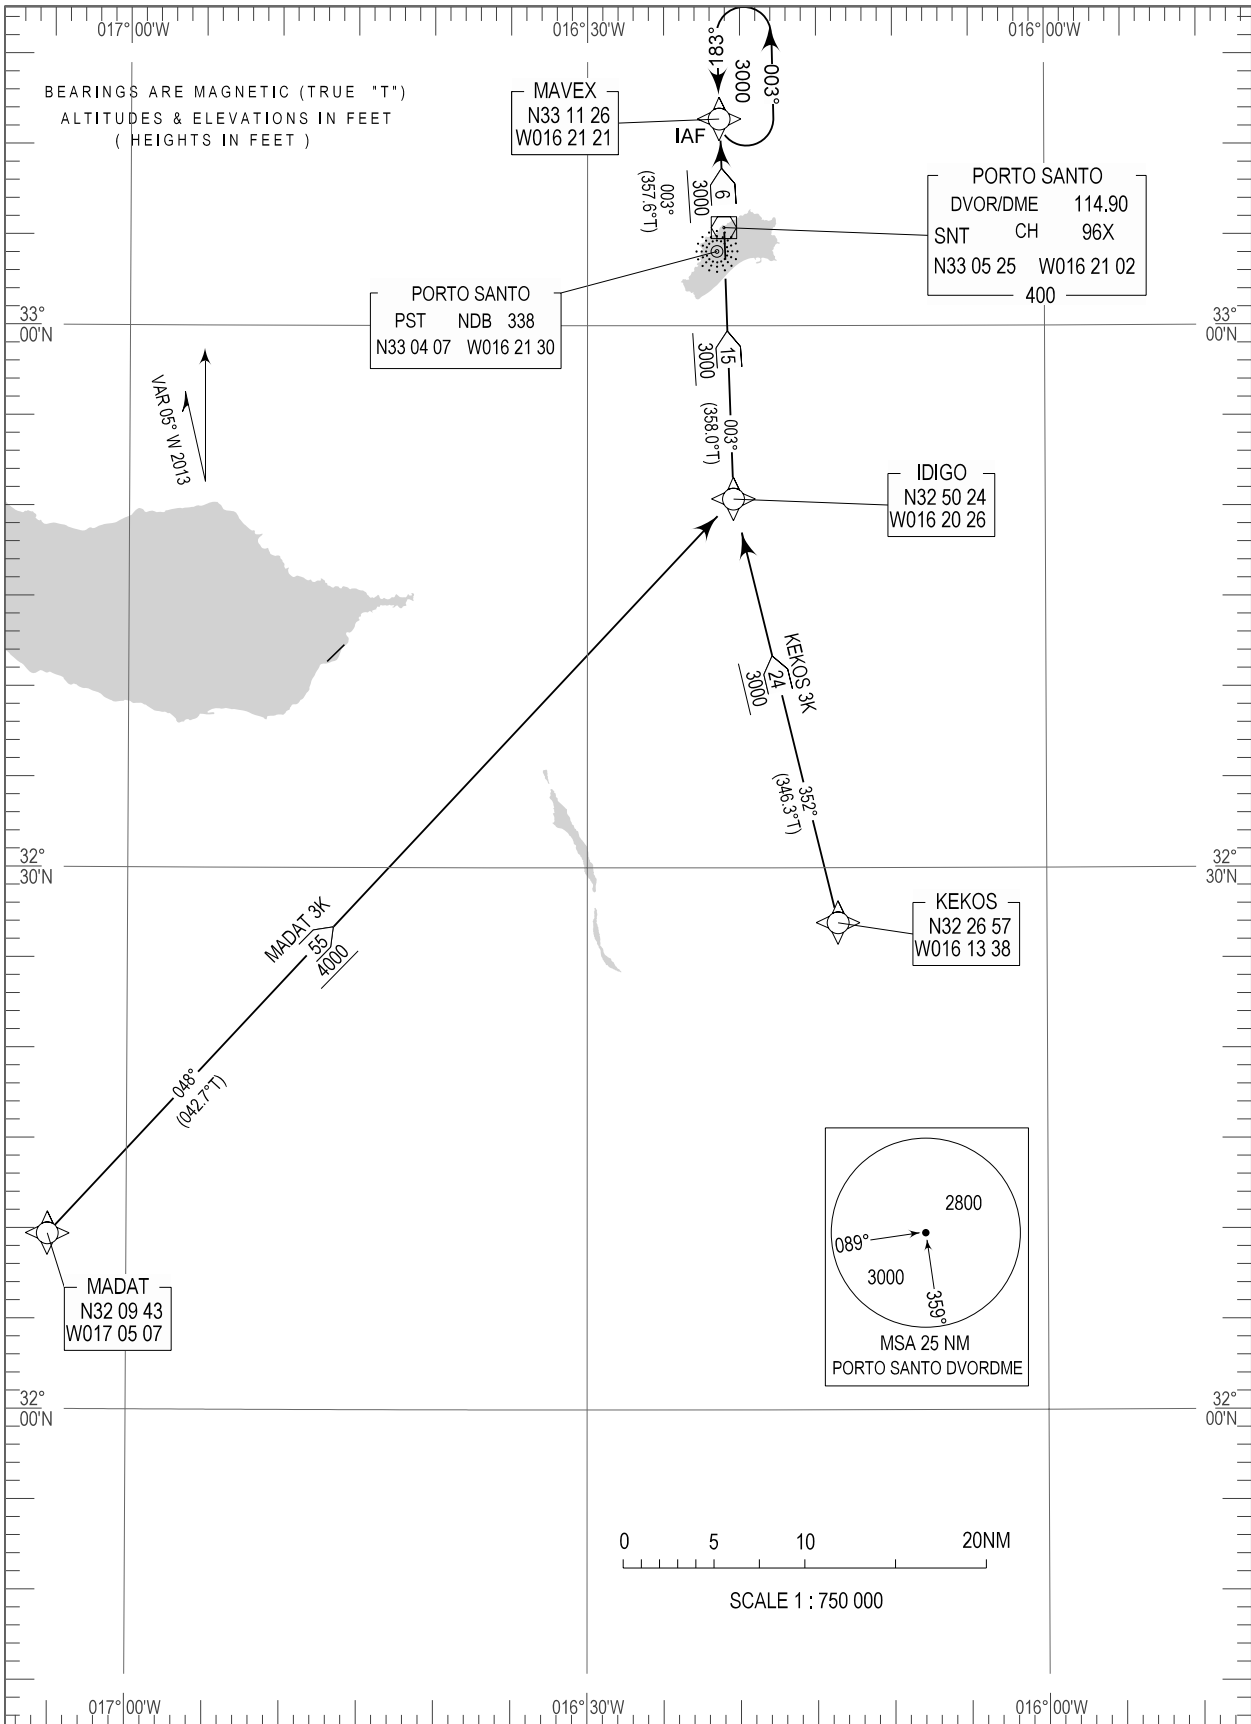 017°00'W
016°30'W
016°00'W
BEARINGS ARE MAGNETIC (TRUE "T")
ALTITUDES & ELEVATIONS IN FEET
( HEIGHTS IN FEET )
MAVEX
N33 11 26
W016 21 21
183°
3000
003°
IAF
003°
(357.6°T)
3000
6
PORTO SANTO
DVOR/DME 114.90
SNT CH 96X
N33 05 25 W016 21 02
400
PORTO SANTO
PST NDB 338
N33 04 07 W016 21 30
33°
00'N
33°
00'N
VAR 05° W 2013
15
3000
003°
(358.0°T)
IDIGO
N32 50 24
W016 20 26
KEKOS 3K
24
3000
352°
(346.3°T)
32°
30'N
32°
30'N
KEKOS
N32 26 57
W016 13 38
MADAT 3K
55
4000
048°
(042.7°T)
MADAT
N32 09 43
W017 05 07
2800
089°
3000
359°
MSA 25 NM
PORTO SANTO DVORDME
32°
00'N
32°
00'N
0 5 10 20NM
SCALE 1 : 750 000
017°00'W
016°30'W
016°00'W